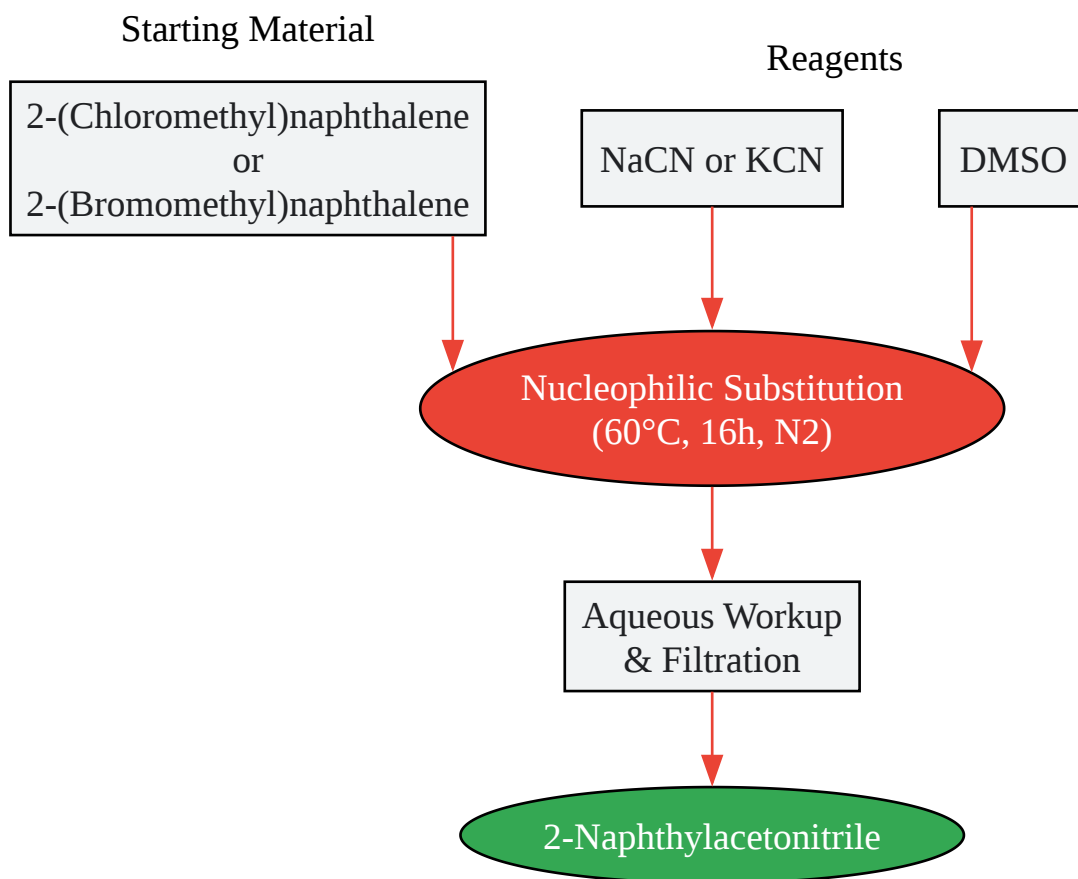 Starting Material
Reagents
2-(Chloromethyl)naphthalene
or
2-(Bromomethyl)naphthalene
NaCN or KCN
DMSO
Nucleophilic Substitution
(60°C, 16h, N2)
Aqueous Workup
& Filtration
2-Naphthylacetonitrile